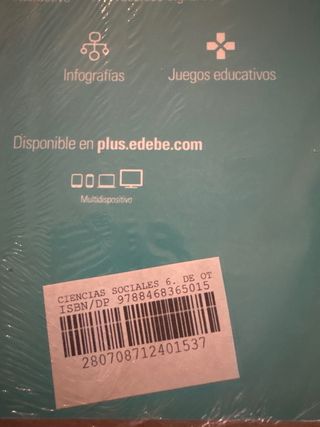 Infografías
Juegos educativos
Disponible en plus.edebe.com
Multidispositivo
CIENCIAS SOCIALES 6. DE OT
ISBN/DP 9788468365015
280708712401537